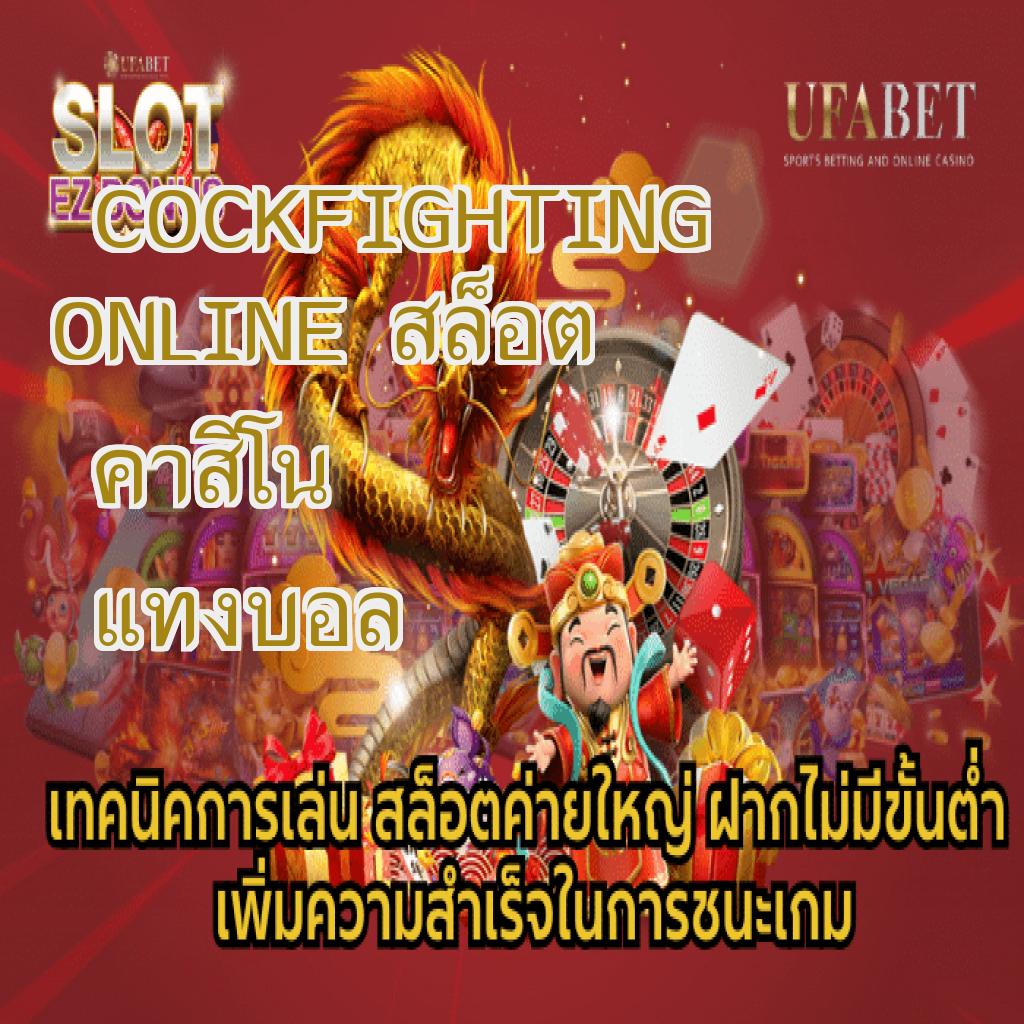 UFABET
SLOT
EZ BONUS
UFABET
SPORTS BETTING AND ONLINE CASINO
COCKFIGHTING
ONLINE สล็อต
คาสิโน
แทงบอล
เทคนิคการเล่น สล็อตค่ายใหญ่ ฝากไม่มีขั้นต่ำ
เพิ่มความสำเร็จในการชนะเกม